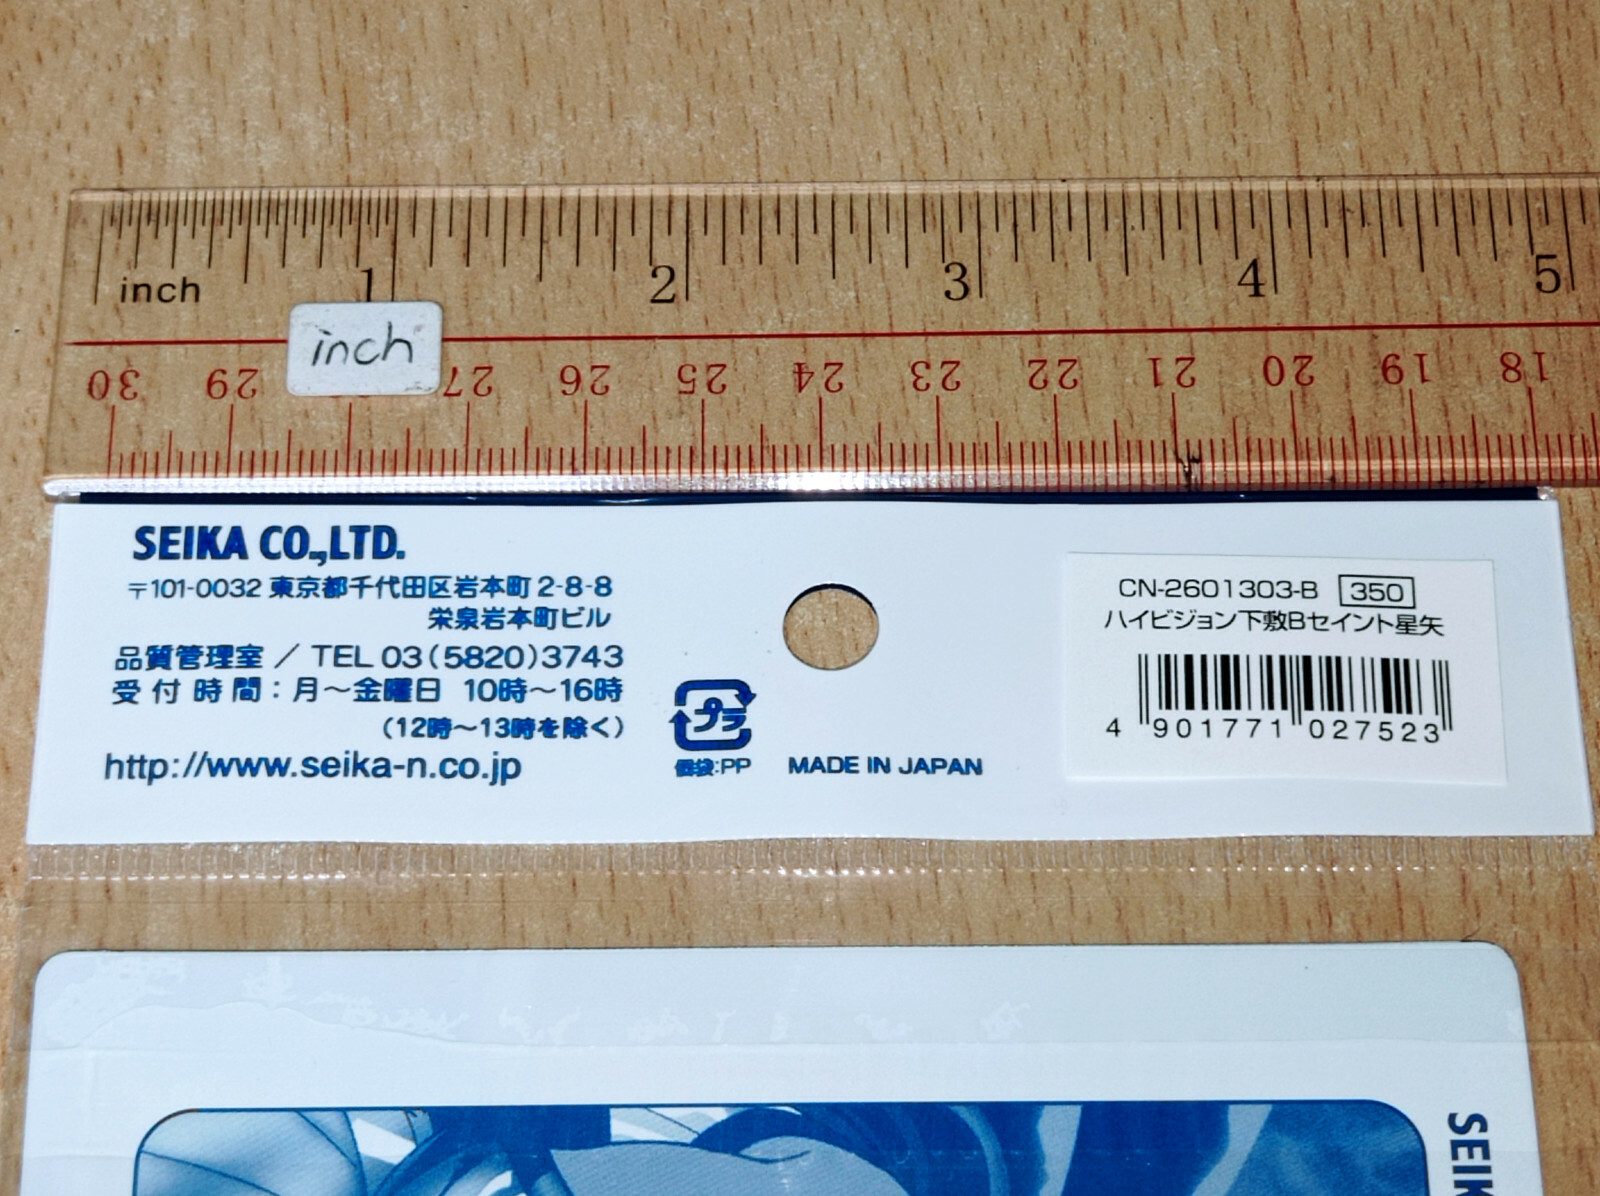 inch 1 2 3 4 5
inch
30 29 27 26 25 24 23 22 21 20 19 18
SEIKA CO.,LTD.
〒101-0032 東京都千代田区岩本町 2-8-8
栄泉岩本町ビル
品質管理室 / TEL 03(5820)3743
受付時間:月~金曜日 10時~16時
(12時~13時を除く)
http://www.seika-n.co.jp
プラ
個袋:PP
MADE IN JAPAN
CN-2601303-B 350
ハイビジョン下敷Bセイント星矢
4 901771 027523
SEIK